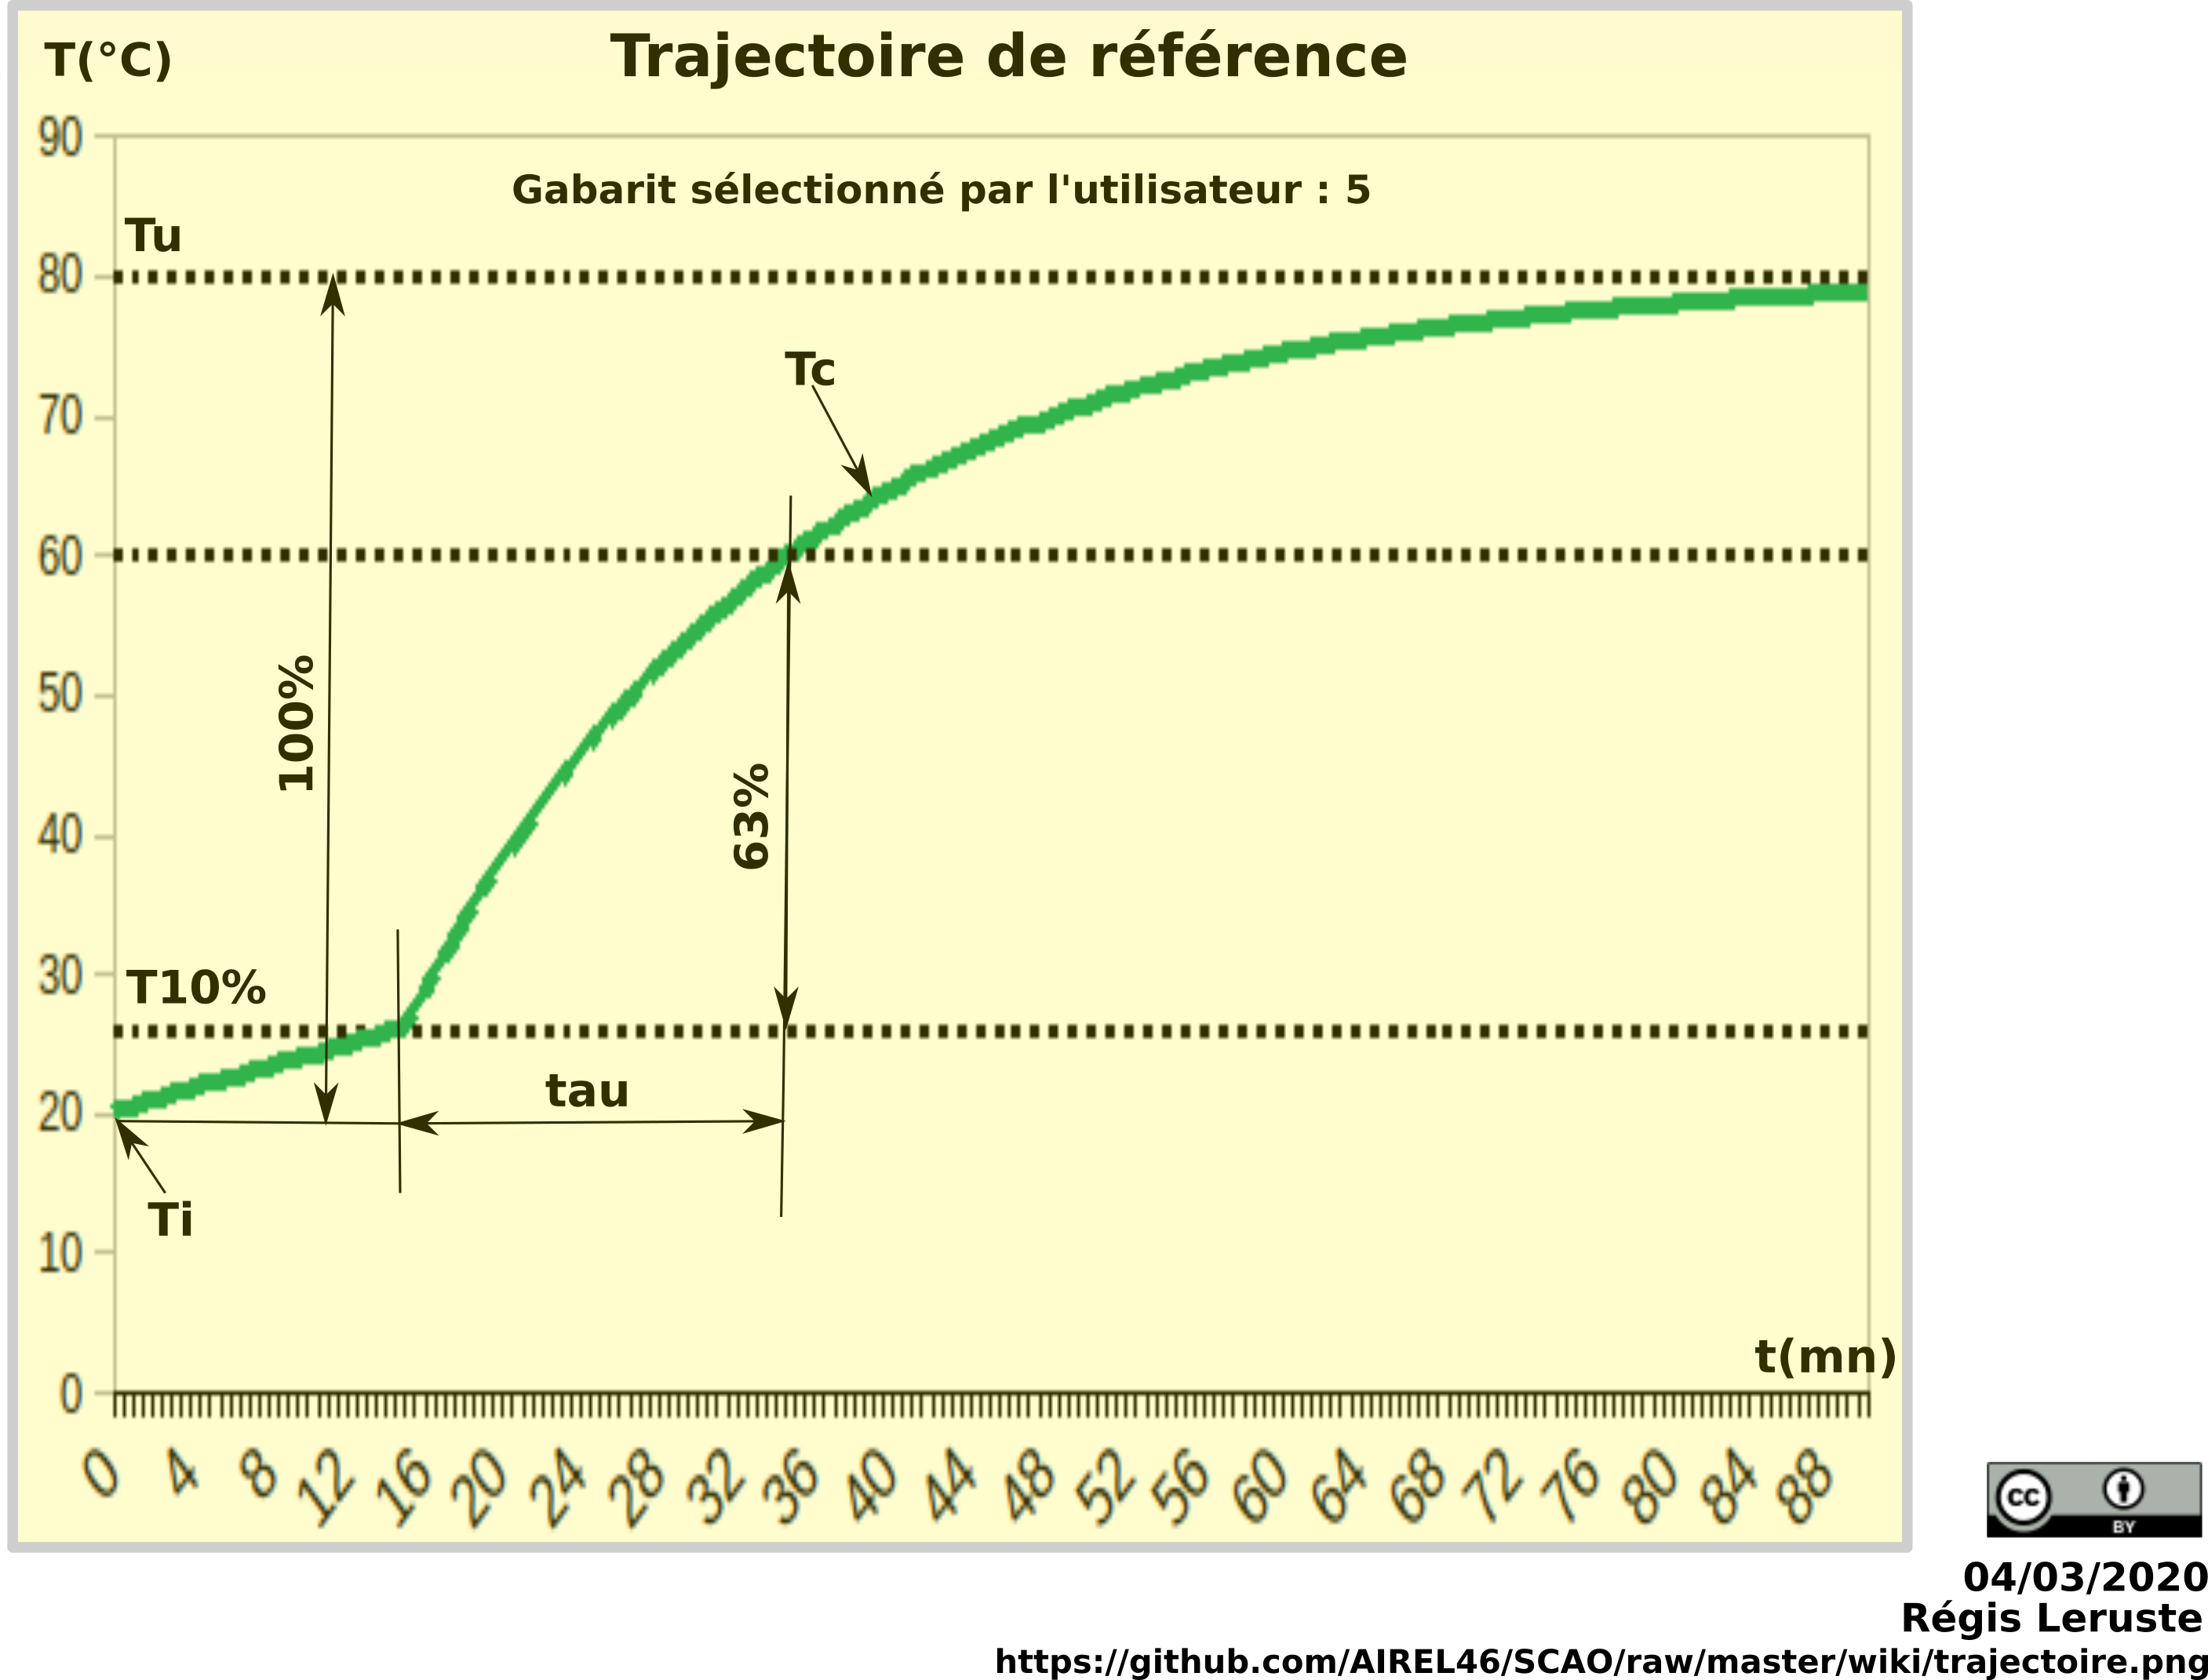 T(°C)
Trajectoire de référence
90
Gabarit sélectionné par l'utilisateur : 5
Tu
80
Tc
70
60
50
100%
63%
40
30
T10%
tau
20
Ti
10
t(mn)
0
0 4 8 12 16 20 24 28 32 36 40 44 48 52 56 60 64 68 72 76 80 84 88
cc
BY
04/03/2020
Régis Leruste
https://github.com/AIREL46/SCAO/raw/master/wiki/trajectoire.png